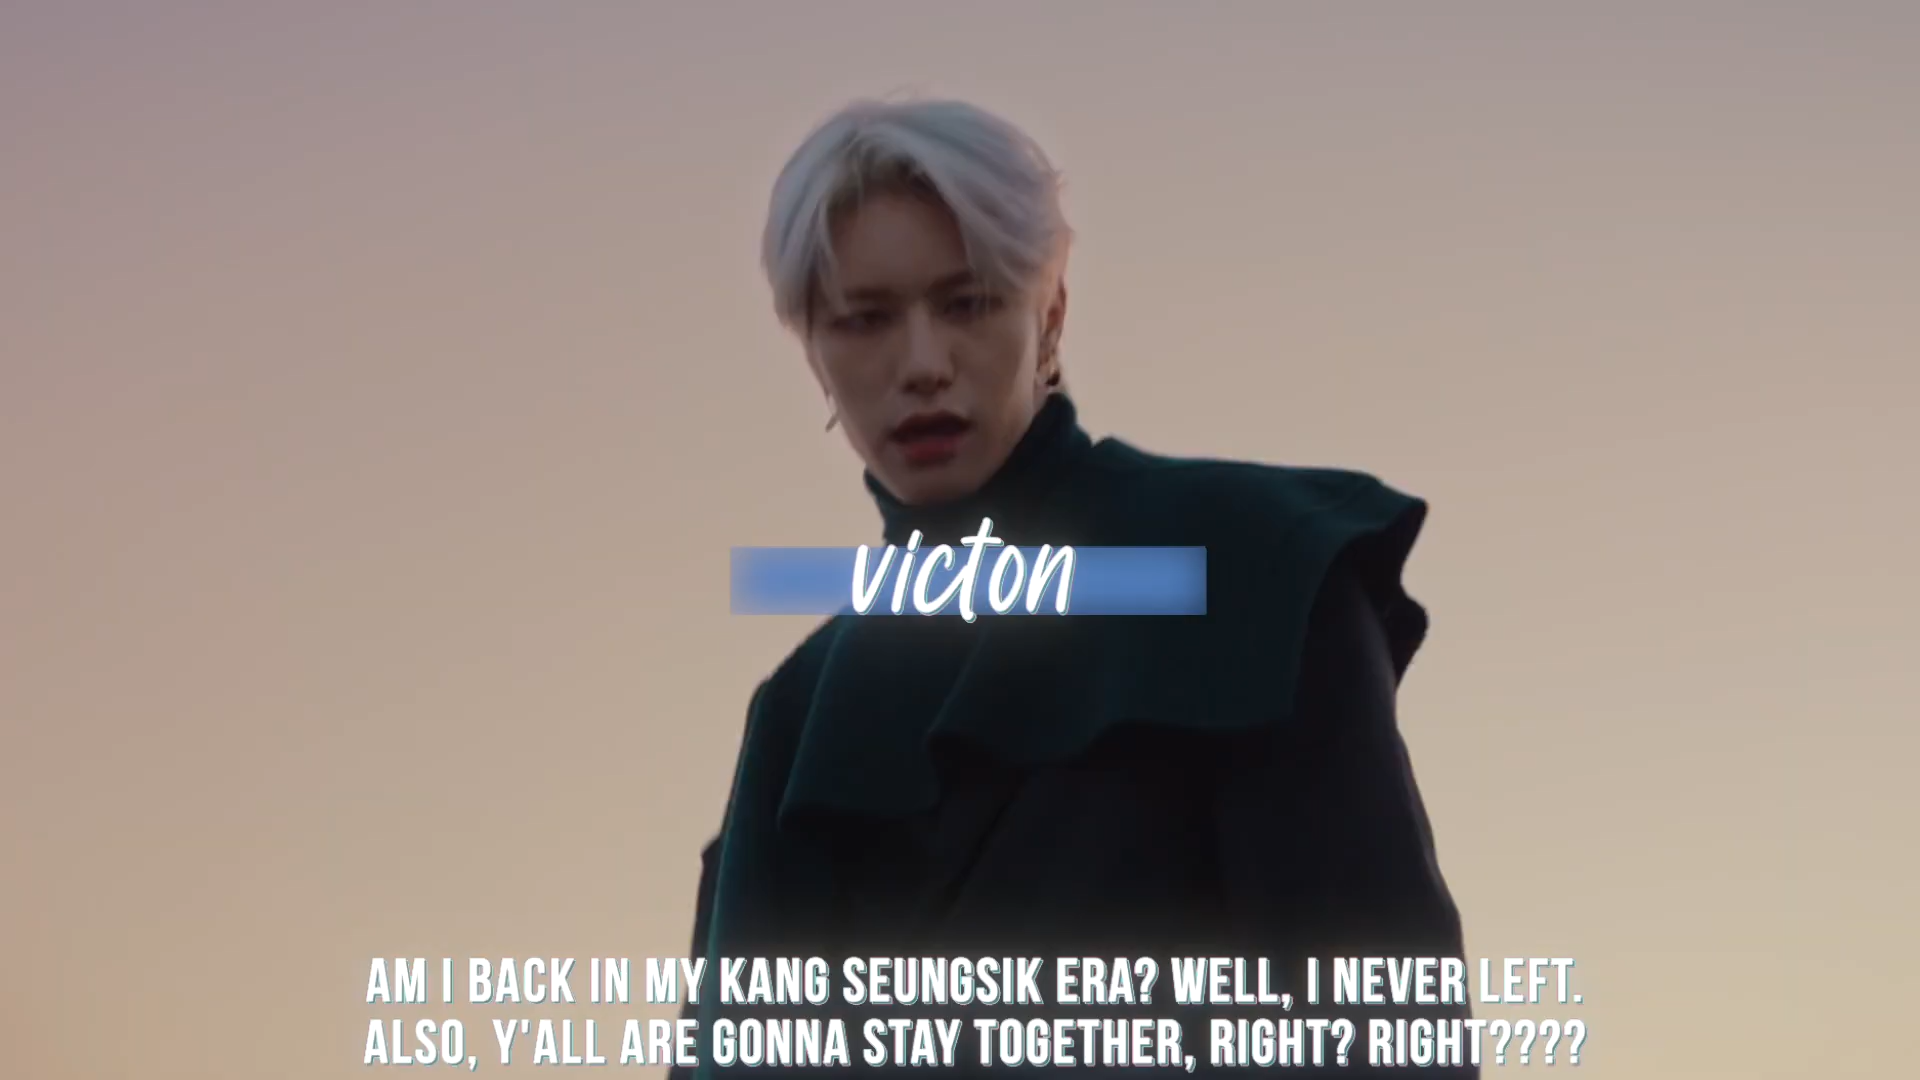 victon
AM I BACK IN MY KANG SEUNGSIK ERA? WELL, I NEVER LEFT.
ALSO, Y'ALL ARE GONNA STAY TOGETHER, RIGHT? RIGHT????